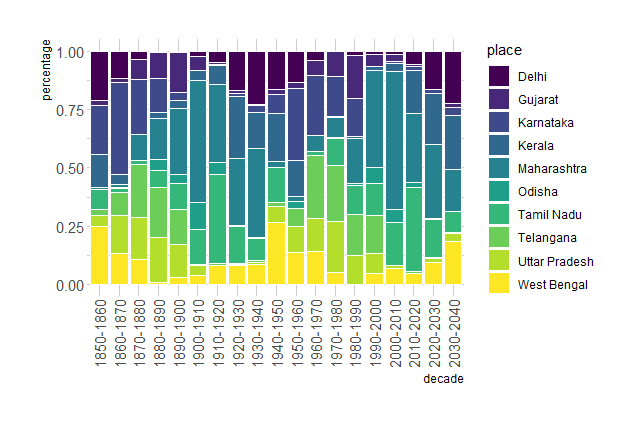 percentage
1.00
0.75
0.50
0.25
0.00
1850-1860
1860-1870
1870-1880
1880-1890
1890-1900
1900-1910
1910-1920
1920-1930
1930-1940
1940-1950
1950-1960
1960-1970
1970-1980
1980-1990
1990-2000
2000-2010
2010-2020
2020-2030
2030-2040
decade
place
Delhi
Gujarat
Karnataka
Kerala
Maharashtra
Odisha
Tamil Nadu
Telangana
Uttar Pradesh
West Bengal